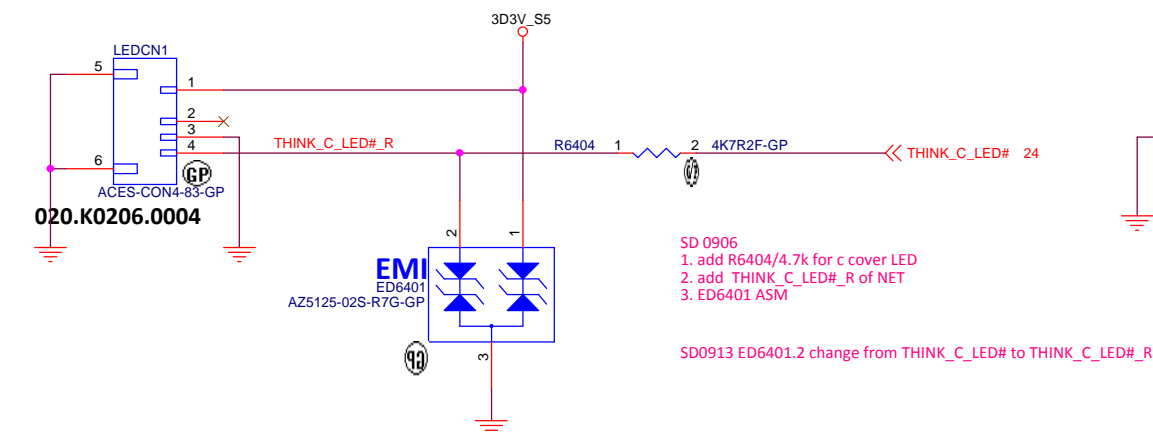 3D3V_S5
LEDCN1
5
1
2
3
4
6
THINK_C_LED#_R
R6404
1
2
4K7R2F-GP
THINK_C_LED# 24
GP
ACES-CON4-83-GP
020.K0206.0004
2
1
EMI
ED6401
AZ5125-02S-R7G-GP
3
SD 0906
1. add R6404/4.7k for c cover LED
2. add THINK_C_LED#_R of NET
3. ED6401 ASM
SD0913 ED6401.2 change from THINK_C_LED# to THINK_C_LED#_R